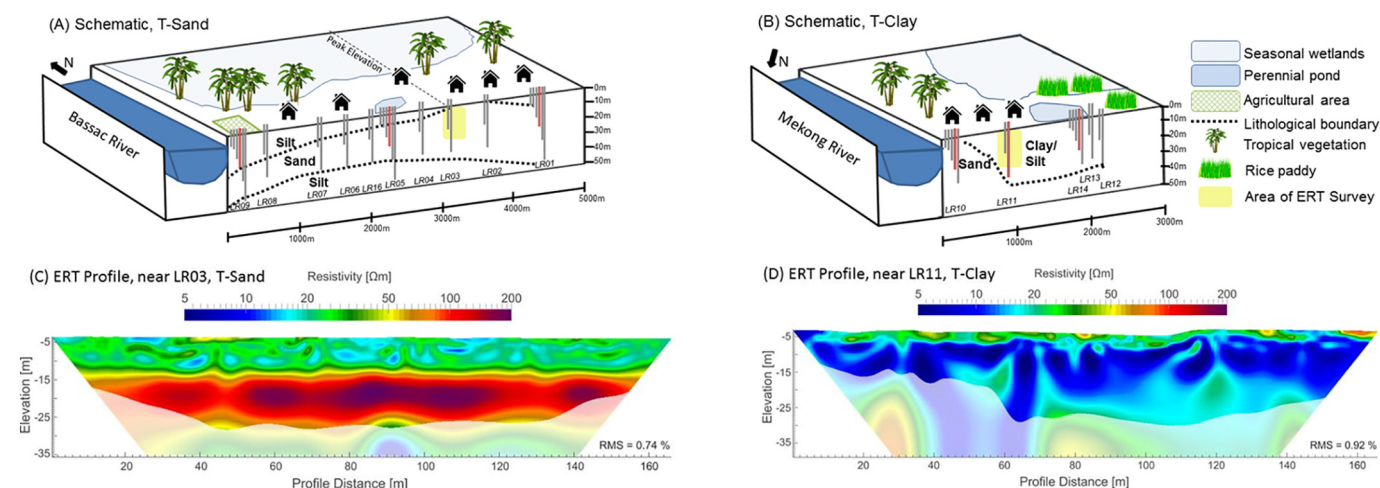 (A) Schematic, T-Sand
N
Peak Elevation
Bassac River
Silt
Sand
Silt
LR09
LR08
LR07
LR06
LR16
LR05
LR04
LR03
LR02
LR01
0m
10m
20m
30m
40m
50m
1000m
2000m
3000m
4000m
5000m
(B) Schematic, T-Clay
N
Mekong River
Sand
Clay/
Silt
LR10
LR11
LR14
LR13
LR12
0m
10m
20m
30m
40m
50m
1000m
2000m
3000m
Seasonal wetlands
Perennial pond
Agricultural area
Lithological boundary
Tropical vegetation
Rice paddy
Area of ERT Survey
(C) ERT Profile, near LR03, T-Sand
Resistivity [Ωm]
5 10 20 50 100 200
Elevation [m]
-5
-15
-25
-35
RMS = 0.74 %
20 40 60 80 100 120 140 160
Profile Distance [m]
(D) ERT Profile, near LR11, T-Clay
Resistivity [Ωm]
5 10 20 50 100 200
Elevation [m]
-5
-15
-25
-35
RMS = 0.92 %
20 40 60 80 100 120 140 160
Profile Distance [m]